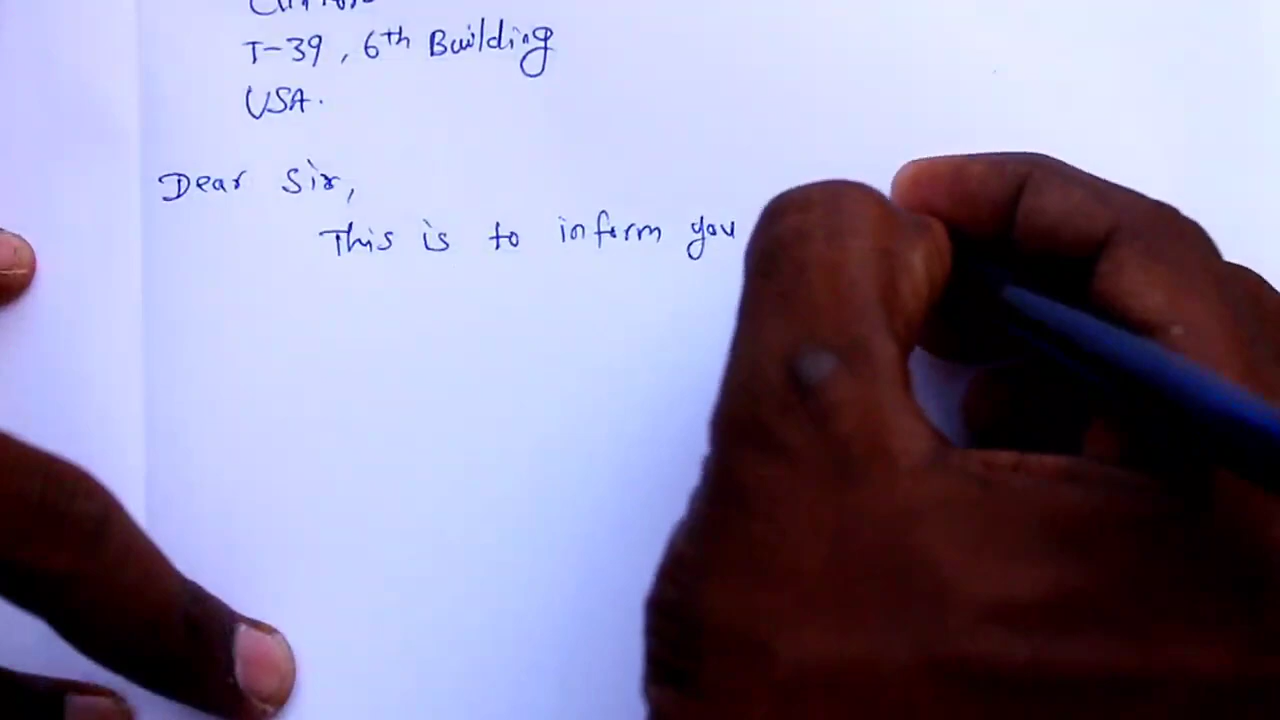 T-39, 6th Building
USA.
Dear Sir,
This is to inform you